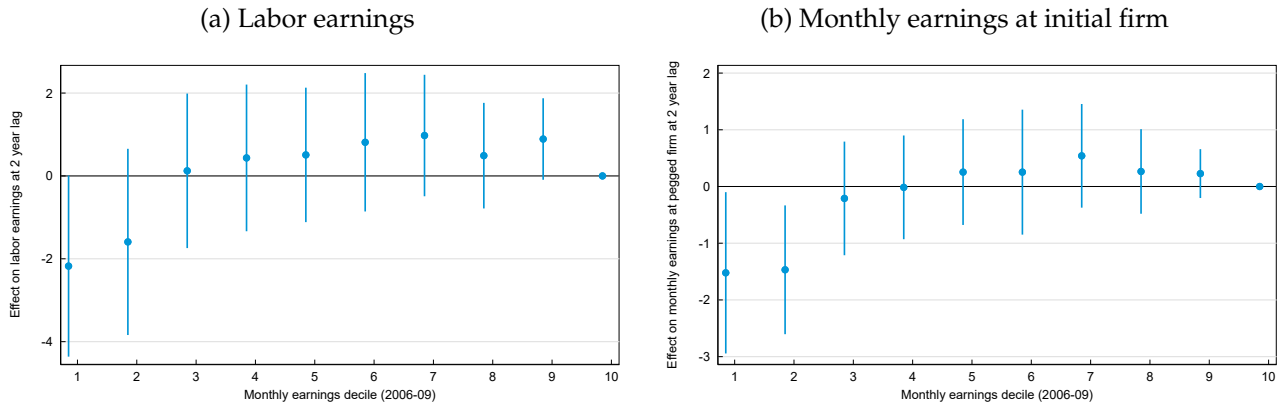 (a) Labor earnings
Effect on labor earnings at 2 year lag
2
0
-2
-4
1 2 3 4 5 6 7 8 9 10
Monthly earnings decile (2006-09)
(b) Monthly earnings at initial firm
Effect on monthly earnings at pegged firm at 2 year lag
2
1
0
-1
-2
-3
1 2 3 4 5 6 7 8 9 10
Monthly earnings decile (2006-09)